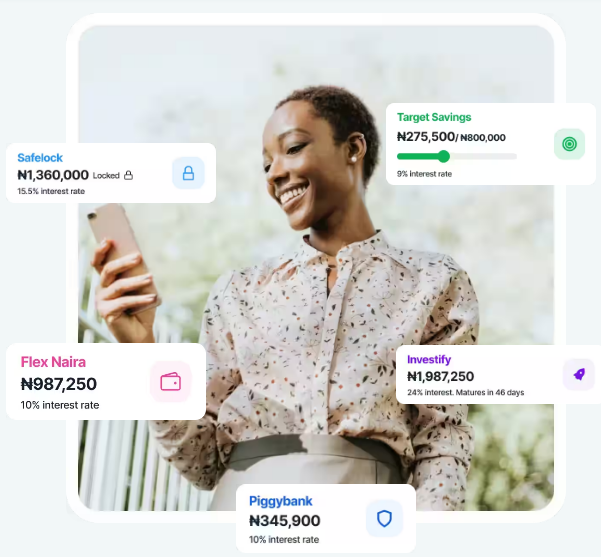 Target Savings
₦275,500/ ₦800,000
9% interest rate
Safelock
₦1,360,000 Locked
15.5% interest rate
Flex Naira
₦987,250
10% interest rate
Investify
₦1,987,250
24% interest. Matures in 46 days
Piggybank
₦345,900
10% interest rate